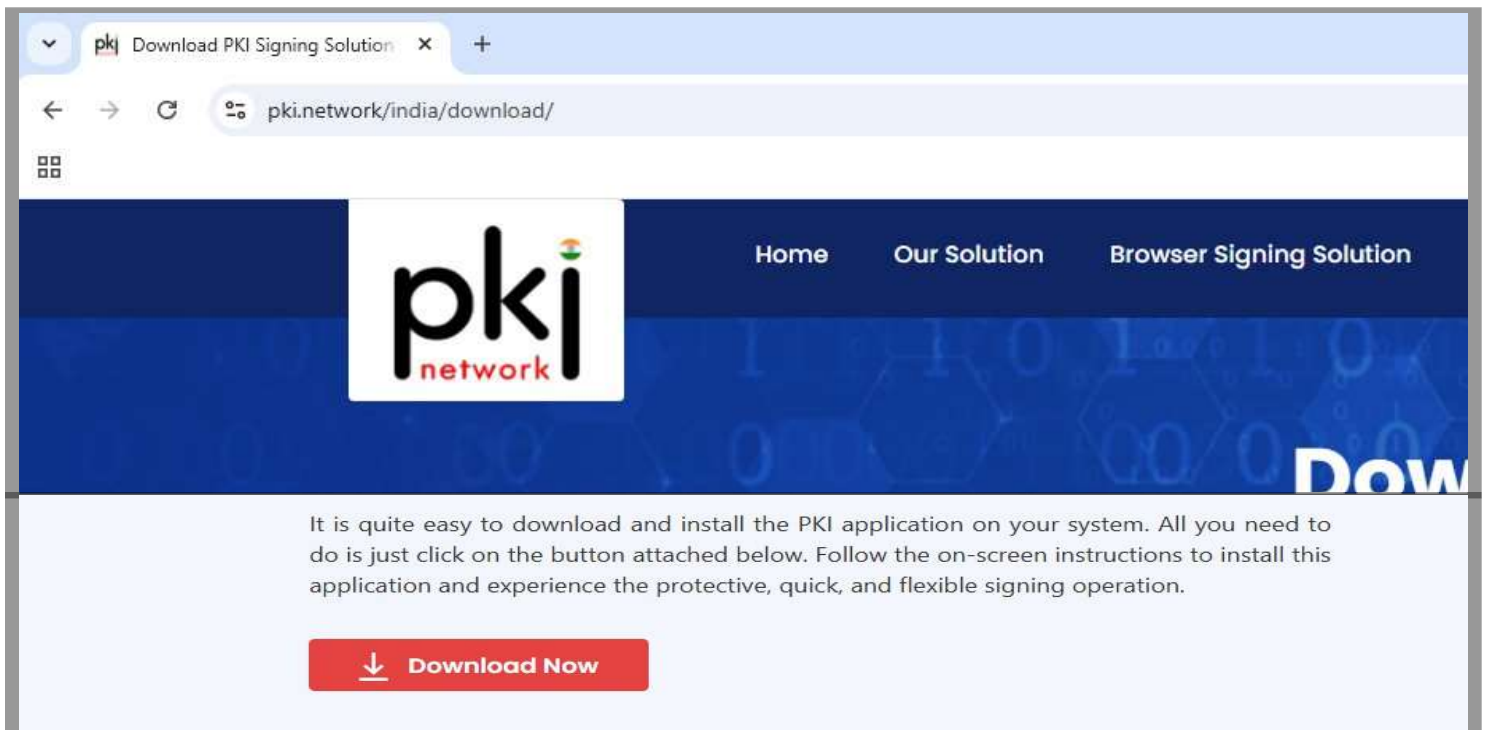 pki Download PKI Signing Solution
pki.network/india/download/
pki
network
Home Our Solution Browser Signing Solution
Dow
It is quite easy to download and install the PKI application on your system. All you need to
do is just click on the button attached below. Follow the on-screen instructions to install this
application and experience the protective, quick, and flexible signing operation.
Download Now